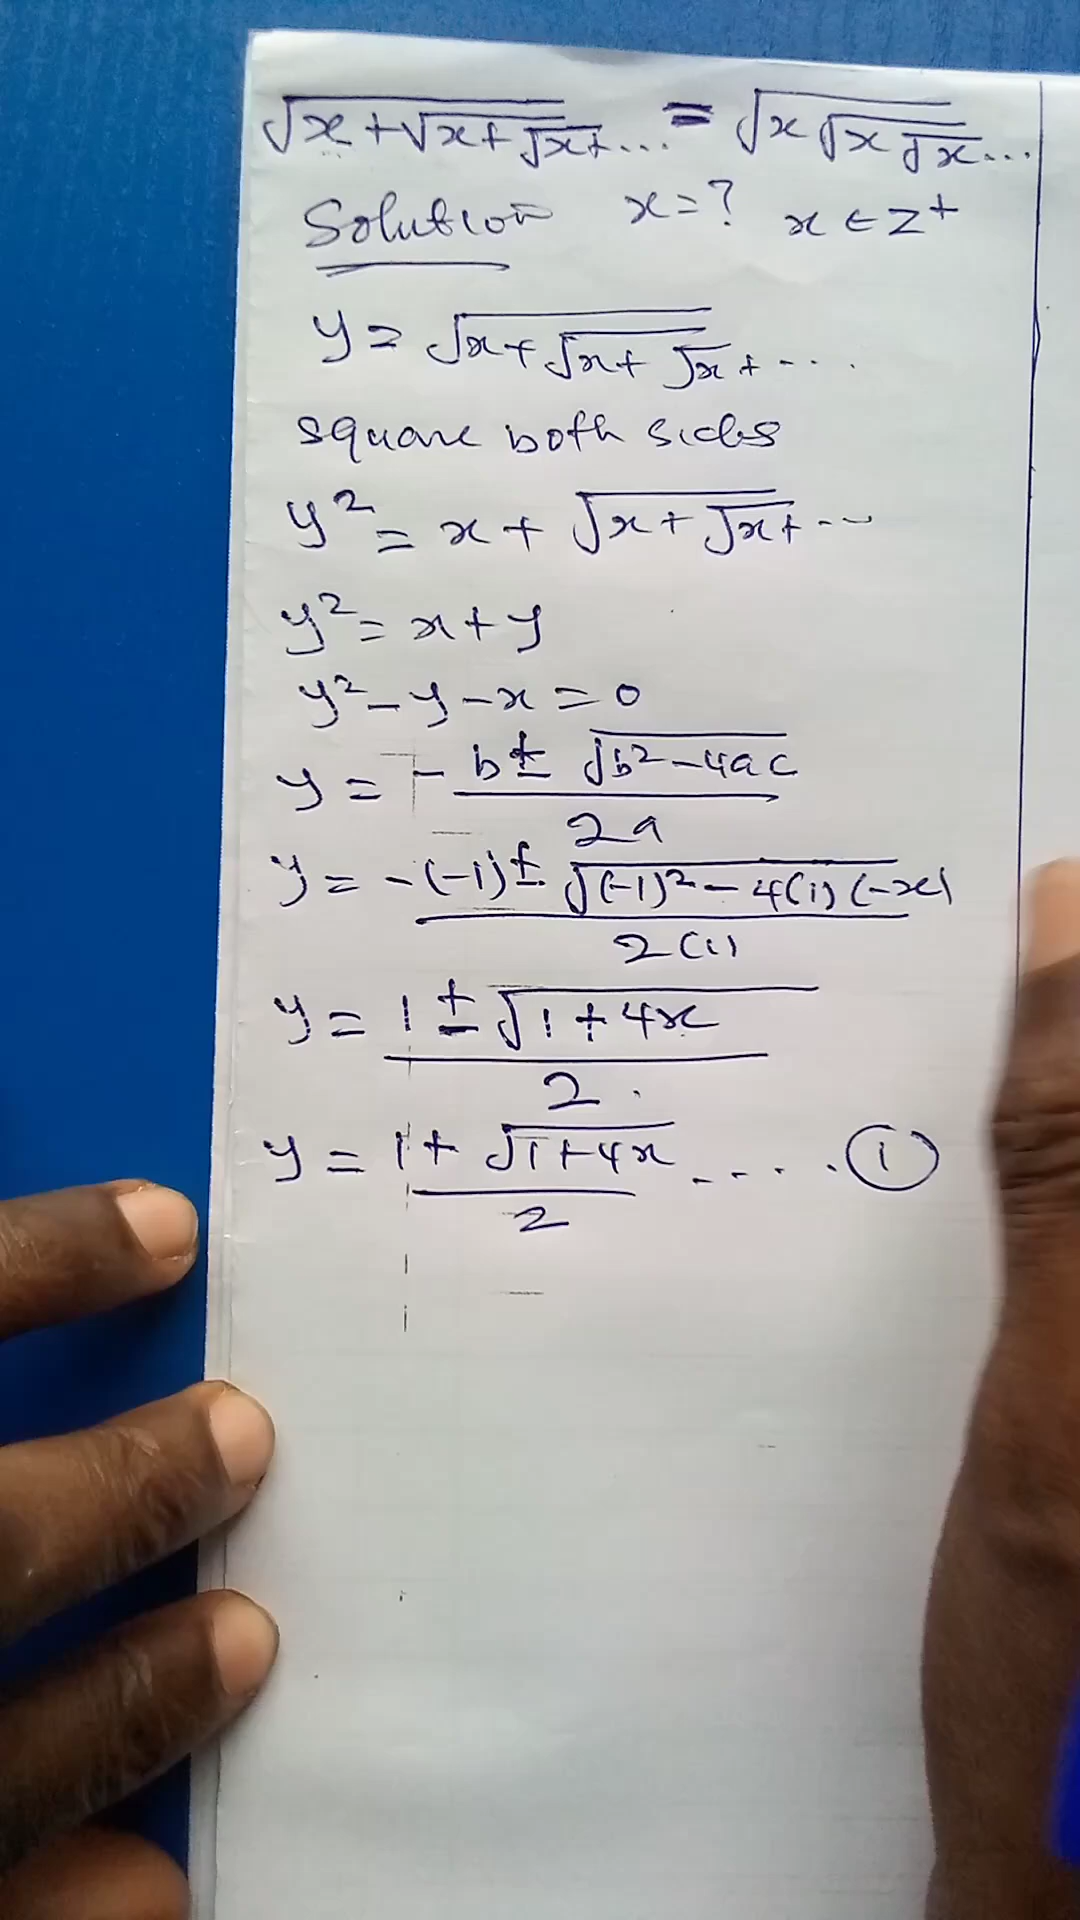 √x+√x+√x+... = √x√x√x...
Solution x=? x∈Z⁺
y = √x+√x+√x+....
square both sides
y² = x + √x+√x+...
y² = x+y
y² - y - x = 0
y = -b±√b²-4ac / 2a
y = -(-1)±√(-1)²-4(1)(-x) / 2(1)
y = 1±√1+4x / 2
y = 1+√1+4x / 2 ..... ①